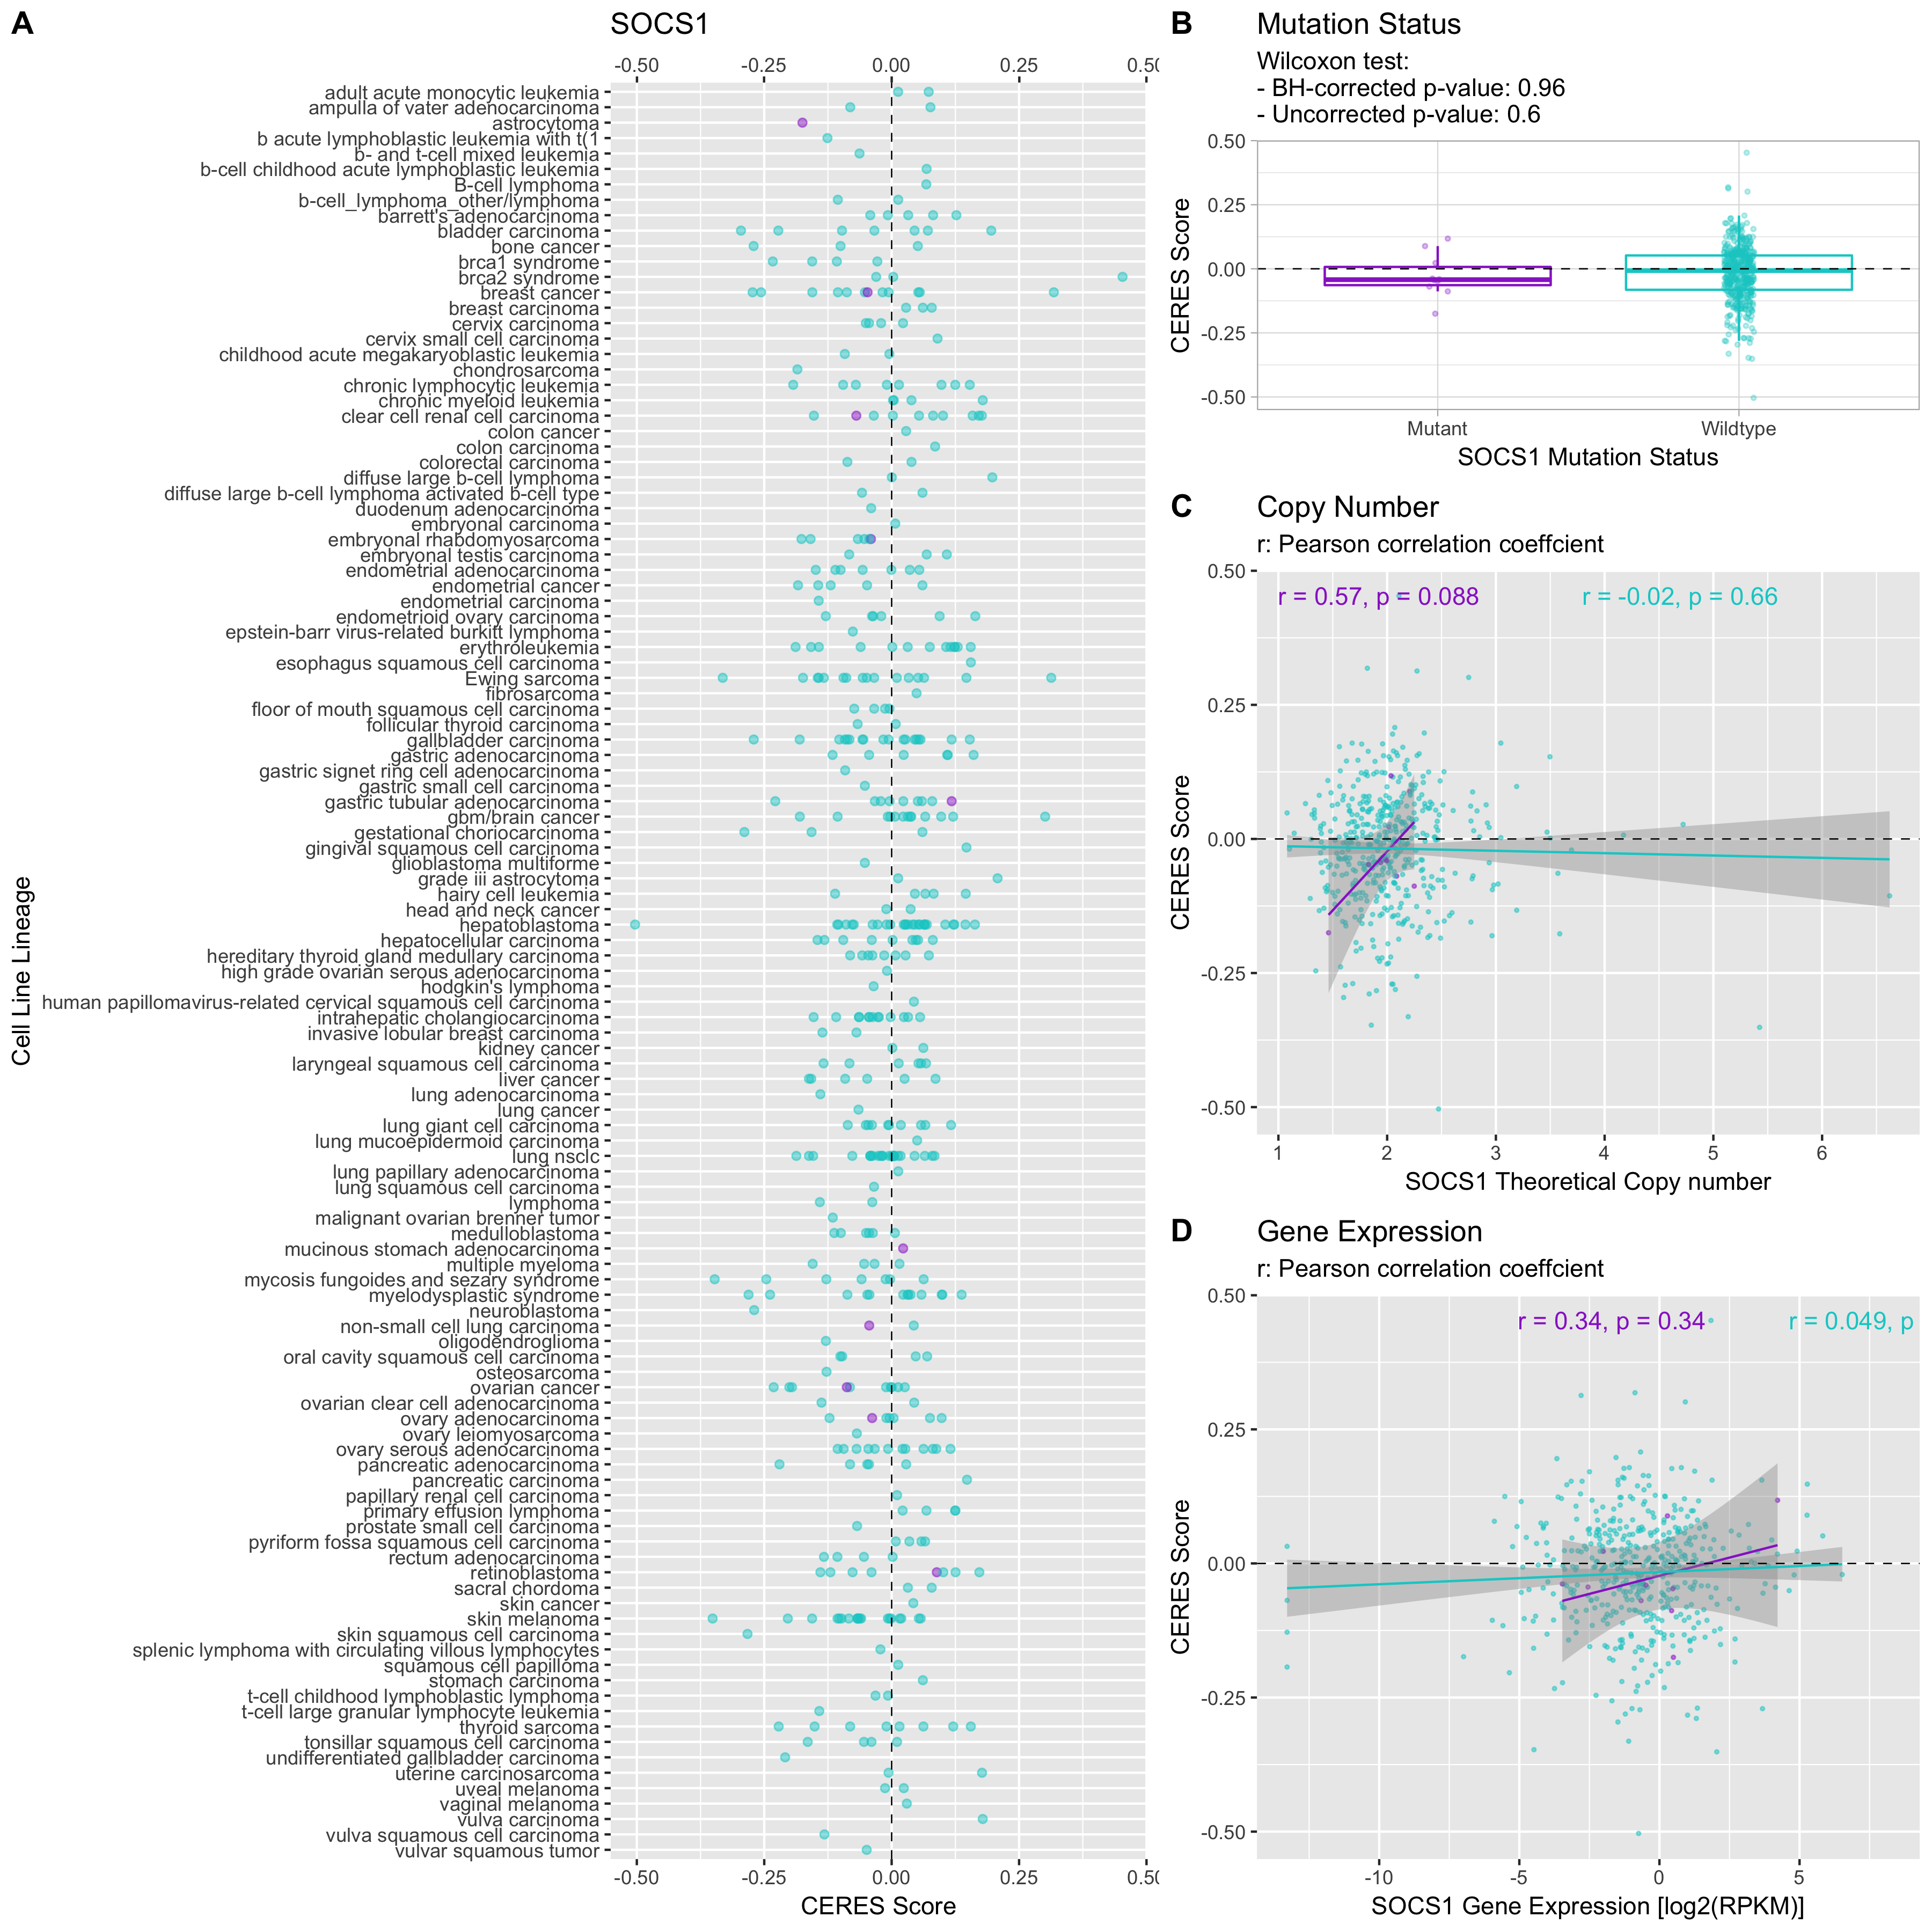 A
SOCS1
-0.50 -0.25 0.00 0.25 0.50
adult acute monocytic leukemia
ampulla of vater adenocarcinoma
astrocytoma
b acute lymphoblastic leukemia with t(1
b- and t-cell mixed leukemia
b-cell childhood acute lymphoblastic leukemia
B-cell lymphoma
b-cell_lymphoma_other/lymphoma
barrett's adenocarcinoma
bladder carcinoma
bone cancer
brca1 syndrome
brca2 syndrome
breast cancer
breast carcinoma
cervix carcinoma
cervix small cell carcinoma
childhood acute megakaryoblastic leukemia
chondrosarcoma
chronic lymphocytic leukemia
chronic myeloid leukemia
clear cell renal cell carcinoma
colon cancer
colon carcinoma
colorectal carcinoma
diffuse large b-cell lymphoma
diffuse large b-cell lymphoma activated b-cell type
duodenum adenocarcinoma
embryonal carcinoma
embryonal rhabdomyosarcoma
embryonal testis carcinoma
endometrial adenocarcinoma
endometrial cancer
endometrial carcinoma
endometrioid ovary carcinoma
epstein-barr virus-related burkitt lymphoma
erythroleukemia
esophagus squamous cell carcinoma
Ewing sarcoma
fibrosarcoma
floor of mouth squamous cell carcinoma
follicular thyroid carcinoma
gallbladder carcinoma
gastric adenocarcinoma
gastric signet ring cell adenocarcinoma
gastric small cell carcinoma
gastric tubular adenocarcinoma
gbm/brain cancer
gestational choriocarcinoma
gingival squamous cell carcinoma
glioblastoma multiforme
grade iii astrocytoma
hairy cell leukemia
head and neck cancer
hepatoblastoma
hepatocellular carcinoma
hereditary thyroid gland medullary carcinoma
high grade ovarian serous adenocarcinoma
hodgkin's lymphoma
human papillomavirus-related cervical squamous cell carcinoma
intrahepatic cholangiocarcinoma
invasive lobular breast carcinoma
kidney cancer
laryngeal squamous cell carcinoma
liver cancer
lung adenocarcinoma
lung cancer
lung giant cell carcinoma
lung mucoepidermoid carcinoma
lung nsclc
lung papillary adenocarcinoma
lung squamous cell carcinoma
lymphoma
malignant ovarian brenner tumor
medulloblastoma
mucinous stomach adenocarcinoma
multiple myeloma
mycosis fungoides and sezary syndrome
myelodysplastic syndrome
neuroblastoma
non-small cell lung carcinoma
oligodendroglioma
oral cavity squamous cell carcinoma
osteosarcoma
ovarian cancer
ovarian clear cell adenocarcinoma
ovary adenocarcinoma
ovary leiomyosarcoma
ovary serous adenocarcinoma
pancreatic adenocarcinoma
pancreatic carcinoma
papillary renal cell carcinoma
primary effusion lymphoma
prostate small cell carcinoma
pyriform fossa squamous cell carcinoma
rectum adenocarcinoma
retinoblastoma
sacral chordoma
skin cancer
skin melanoma
skin squamous cell carcinoma
splenic lymphoma with circulating villous lymphocytes
squamous cell papilloma
stomach carcinoma
t-cell childhood lymphoblastic lymphoma
t-cell large granular lymphocyte leukemia
thyroid sarcoma
tonsillar squamous cell carcinoma
undifferentiated gallbladder carcinoma
uterine carcinosarcoma
uveal melanoma
vaginal melanoma
vulva carcinoma
vulva squamous cell carcinoma
vulvar squamous tumor
-0.50 -0.25 0.00 0.25 0.50
CERES Score
Cell Line Lineage
B
Mutation Status
Wilcoxon test:
- BH-corrected p-value: 0.96
- Uncorrected p-value: 0.6
0.50
0.25
0.00
-0.25
-0.50
CERES Score
Mutant Wildtype
SOCS1 Mutation Status
C
Copy Number
r: Pearson correlation coeffcient
r = 0.57, p = 0.088 r = -0.02, p = 0.66
0.50
0.25
0.00
-0.25
-0.50
CERES Score
1 2 3 4 5 6
SOCS1 Theoretical Copy number
D
Gene Expression
r: Pearson correlation coeffcient
r = 0.34, p = 0.34 r = 0.049, p
0.50
0.25
0.00
-0.25
-0.50
CERES Score
-10 -5 0 5
SOCS1 Gene Expression [log2(RPKM)]